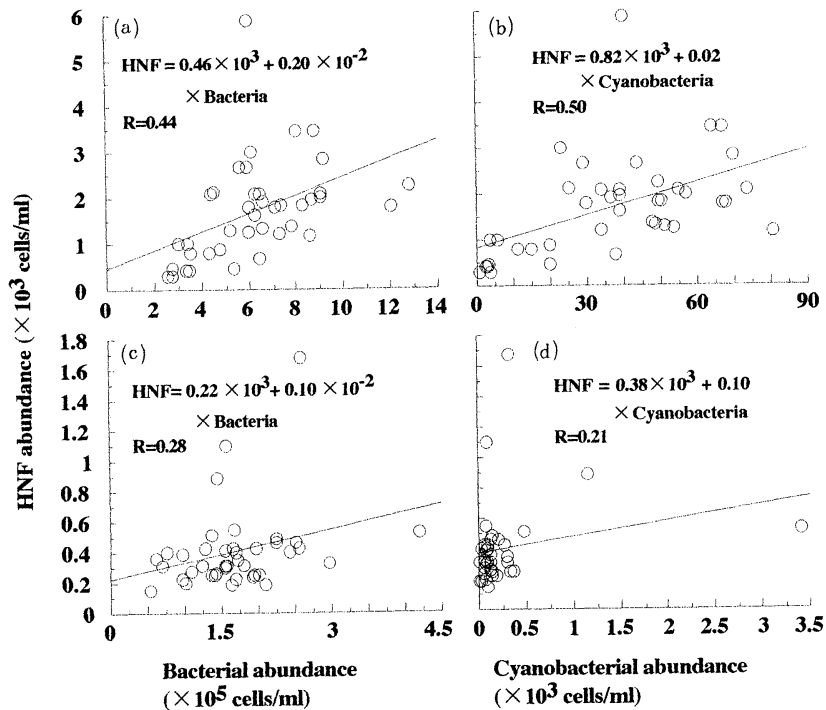 (a)
HNF = 0.46 × 10³ + 0.20 × 10⁻²
× Bacteria
R=0.44
6
5
4
3
2
1
0
0 2 4 6 8 10 12 14
(b)
HNF = 0.82 × 10³ + 0.02
× Cyanobacteria
R=0.50
0 30 60 90
HNF abundance (× 10³ cells/ml)
(c)
HNF= 0.22 × 10³ + 0.10 × 10⁻²
× Bacteria
R=0.28
1.8
1.6
1.4
1.2
1
0.8
0.6
0.4
0.2
0
0 1.5 3 4.5
(d)
HNF = 0.38 × 10³ + 0.10
× Cyanobacteria
R=0.21
0 0.5 1 1.5 2 2.5 3 3.5
Bacterial abundance
(× 10⁵ cells/ml)
Cyanobacterial abundance
(× 10³ cells/ml)